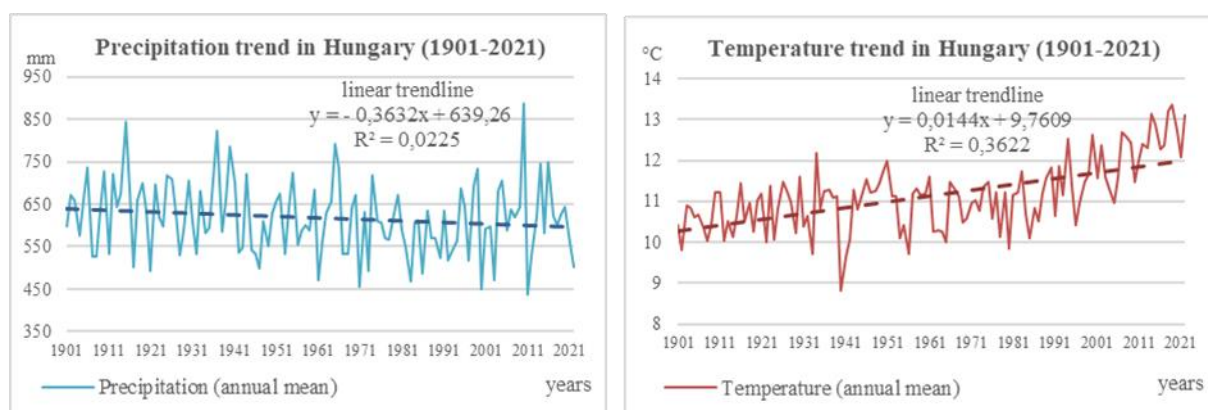 Precipitation trend in Hungary (1901-2021)
mm
950
850
750
650
550
450
350
linear trendline
y = - 0,3632x + 639,26
R² = 0,0225
1901 1911 1921 1931 1941 1951 1961 1971 1981 1991 2001 2011 2021
Precipitation (annual mean)
years
Temperature trend in Hungary (1901-2021)
°C
14
13
12
11
10
9
8
linear trendline
y = 0,0144x + 9,7609
R² = 0,3622
1901 1911 1921 1931 1941 1951 1961 1971 1981 1991 2001 2011 2021
Temperature (annual mean)
years